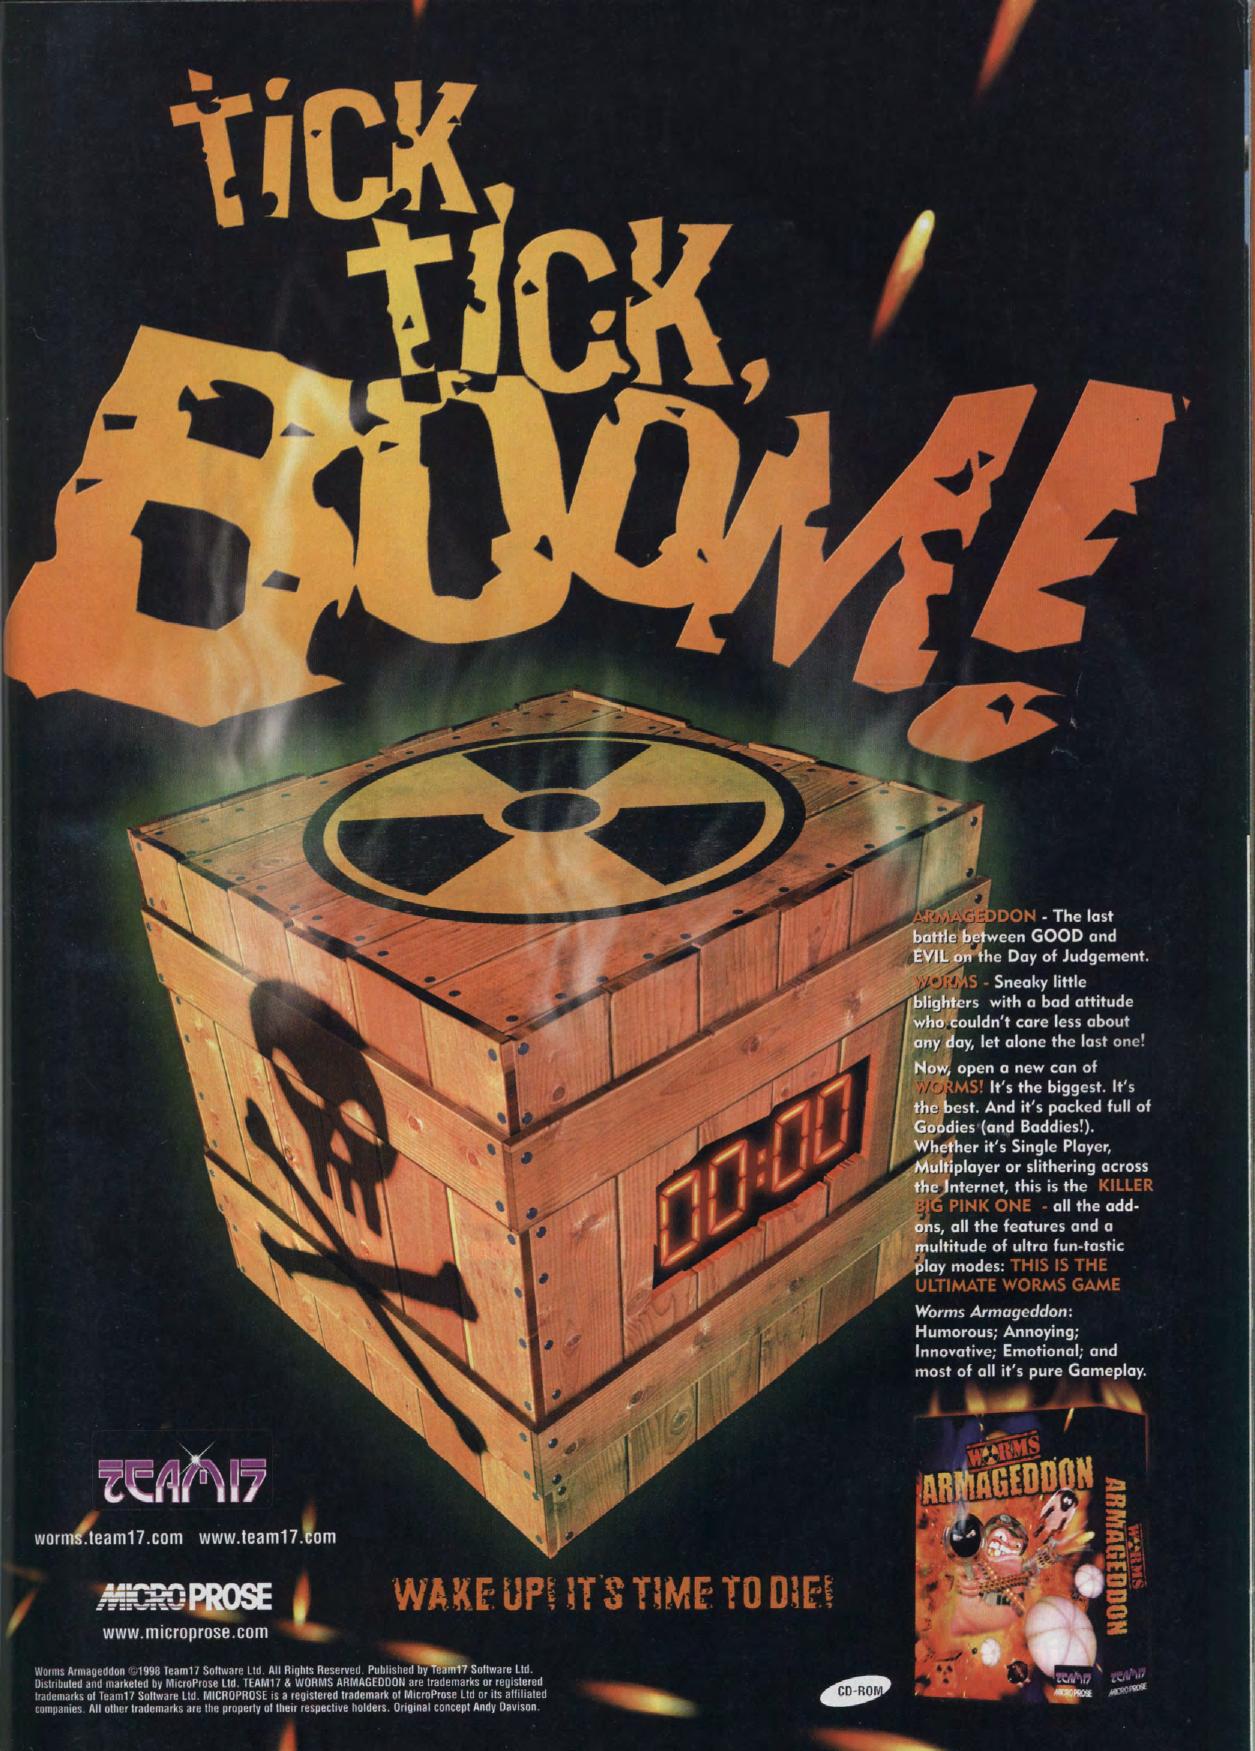 TiCK,
TICK,
BOOM!
00:00
ARMAGEDDON - The last
battle between GOOD and
EVIL on the Day of Judgement.
WORMS - Sneaky little
blighters with a bad attitude
who couldn't care less about
any day, let alone the last one!
Now, open a new can of
WORMS! It's the biggest. It's
the best. And it's packed full of
Goodies (and Baddies!).
Whether it's Single Player,
Multiplayer or slithering across
the Internet, this is the KILLER
BIG PINK ONE - all the add-
ons, all the features and a
multitude of ultra fun-tastic
play modes: THIS IS THE
ULTIMATE WORMS GAME
Worms Armageddon:
Humorous; Annoying;
Innovative; Emotional; and
most of all it's pure Gameplay.
WORMS
ARMAGEDDON
WORMS
ARMAGEDDON
TEAM17
MICROPROSE
TEAM17
MICROPROSE
TEAM17
worms.team17.com www.team17.com
MICROPROSE
www.microprose.com
WAKE UP! IT'S TIME TO DIE!
Worms Armageddon ©1998 Team17 Software Ltd. All Rights Reserved. Published by Team17 Software Ltd.
Distributed and marketed by MicroProse Ltd. TEAM17 & WORMS ARMAGEDDON are trademarks or registered
trademarks of Team17 Software Ltd. MICROPROSE is a registered trademark of MicroProse Ltd or its affiliated
companies. All other trademarks are the property of their respective holders. Original concept Andy Davison.
CD-ROM